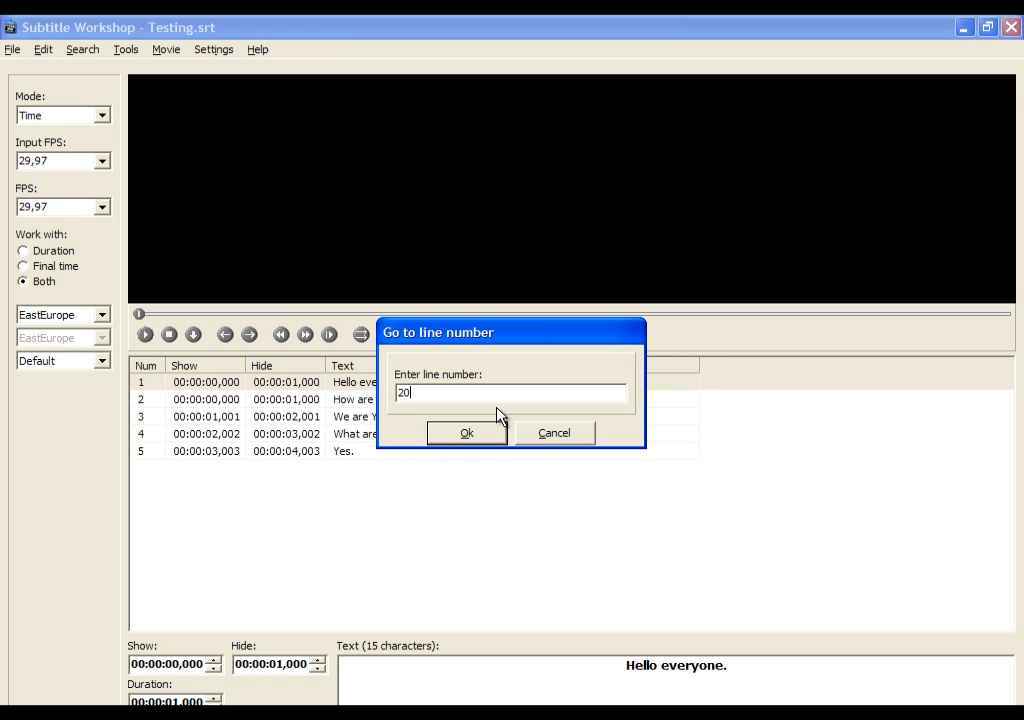 Subtitle Workshop - Testing.srt
File Edit Search Tools Movie Settings Help
Mode:
Time
Input FPS:
29,97
FPS:
29,97
Work with:
Duration
Final time
Both
EastEurope
EastEurope
Default
Go to line number
Enter line number:
20
Ok Cancel
Num Show Hide Text
1 00:00:00,000 00:00:01,000 Hello eve
2 00:00:00,000 00:00:01,000 How are
3 00:00:01,001 00:00:02,001 We are Y
4 00:00:02,002 00:00:03,002 What are
5 00:00:03,003 00:00:04,003 Yes.
Show: Hide: Text (15 characters):
00:00:00,000 00:00:01,000 Hello everyone.
Duration:
00:00:01,000